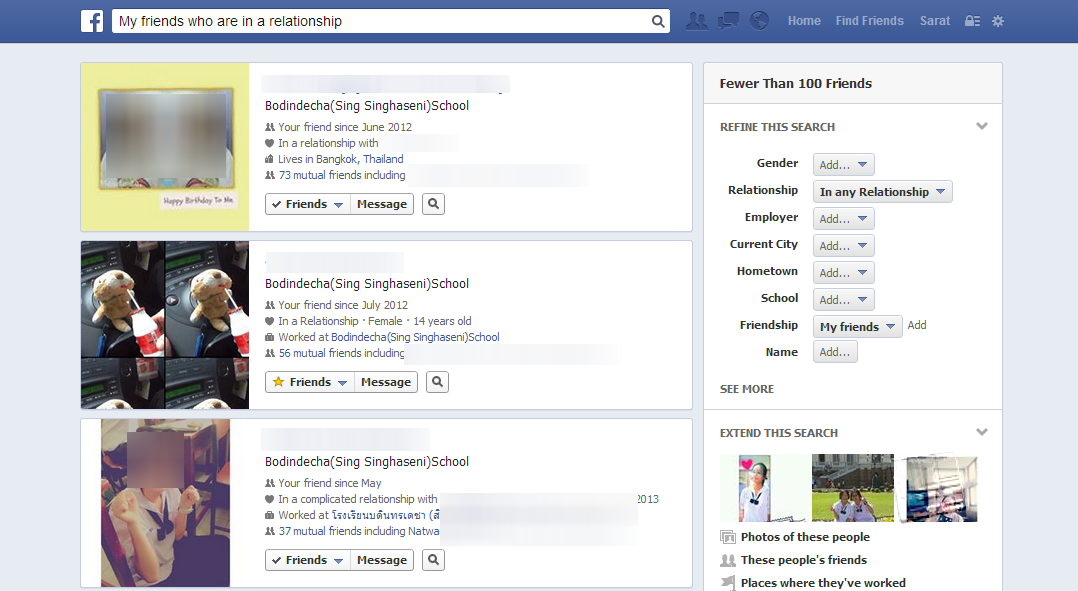 My friends who are in a relationship
Home
Find Friends
Sarat
Bodindecha(Sing Singhaseni)School
Your friend since June 2012
In a relationship with
Lives in Bangkok, Thailand
73 mutual friends including
Friends
Message
Happy Birthday To Me
Bodindecha(Sing Singhaseni)School
Your friend since July 2012
In a Relationship · Female · 14 years old
Worked at Bodindecha(Sing Singhaseni)School
56 mutual friends including
Friends
Message
Bodindecha(Sing Singhaseni)School
Your friend since May
In a complicated relationship with 2013
Worked at โรงเรียนบดินทรเดชา (สิ
37 mutual friends including Natwa
Friends
Message
Fewer Than 100 Friends
REFINE THIS SEARCH
Gender Add...
Relationship In any Relationship
Employer Add...
Current City Add...
Hometown Add...
School Add...
Friendship My friends Add
Name Add...
SEE MORE
EXTEND THIS SEARCH
Photos of these people
These people's friends
Places where they've worked